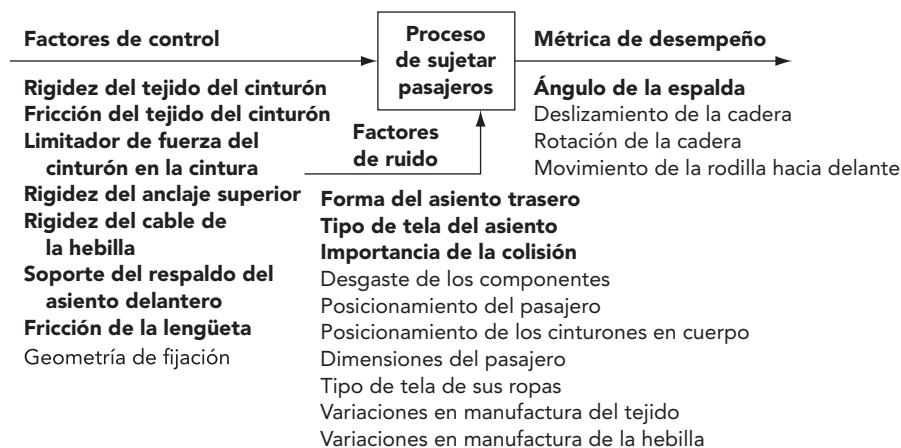 Factores de control
Proceso
de sujetar
pasajeros
Métrica de desempeño
Rigidez del tejido del cinturón
Fricción del tejido del cinturón
Limitador de fuerza del
cinturón en la cintura
Rigidez del anclaje superior
Rigidez del cable de
la hebilla
Soporte del respaldo del
asiento delantero
Fricción de la lengüeta
Geometría de fijación
Factores
de ruido
Forma del asiento trasero
Tipo de tela del asiento
Importancia de la colisión
Desgaste de los componentes
Posicionamiento del pasajero
Posicionamiento de los cinturones en cuerpo
Dimensiones del pasajero
Tipo de tela de sus ropas
Variaciones en manufactura del tejido
Variaciones en manufactura de la hebilla
Ángulo de la espalda
Deslizamiento de la cadera
Rotación de la cadera
Movimiento de la rodilla hacia delante